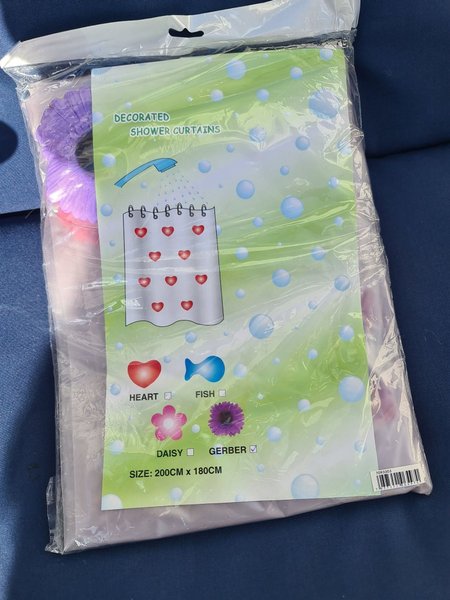 DECORATED
SHOWER CURTAINS
HEART
FISH
DAISY
GERBER
SIZE: 200CM x 180CM